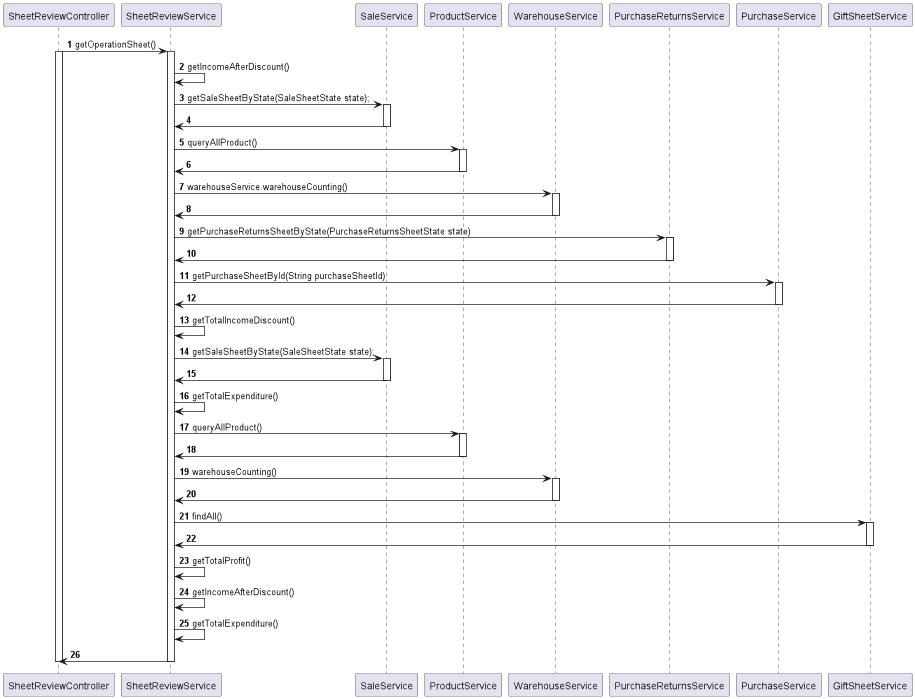 SheetReviewController SheetReviewService SaleService ProductService WarehouseService PurchaseReturnsService PurchaseService GiftSheetService
1 getOperationSheet()
2 getIncomeAfterDiscount()
3 getSaleSheetByState(SaleSheetState state);
4
5 queryAllProduct()
6
7 warehouseService.warehouseCounting()
8
9 getPurchaseReturnsSheetByState(PurchaseReturnsSheetState state)
10
11 getPurchaseSheetById(String purchaseSheetId)
12
13 getTotalIncomeDiscount()
14 getSaleSheetByState(SaleSheetState state);
15
16 getTotalExpenditure()
17 queryAllProduct()
18
19 warehouseCounting()
20
21 findAll()
22
23 getTotalProfit()
24 getIncomeAfterDiscount()
25 getTotalExpenditure()
26
SheetReviewController SheetReviewService SaleService ProductService WarehouseService PurchaseReturnsService PurchaseService GiftSheetService